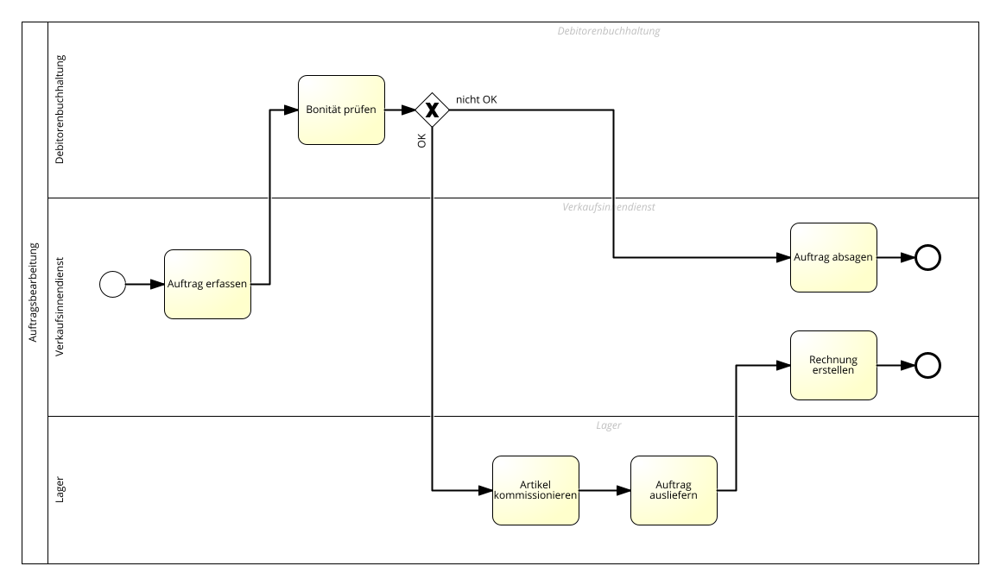 Auftragsbearbeitung
Debitorenbuchhaltung
Debitorenbuchhaltung
Bonität prüfen
X
nicht OK
OK
Verkaufsinnendienst
Verkaufsinnendienst
Auftrag erfassen
Auftrag absagen
Rechnung
erstellen
Lager
Lager
Artikel
kommissionieren
Auftrag
ausliefern